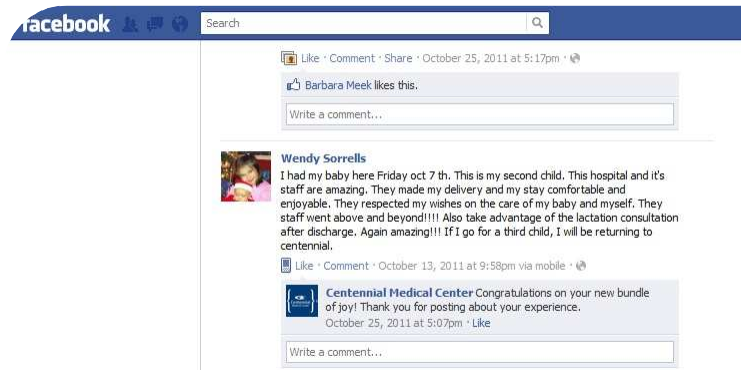 facebook
Search
Like · Comment · Share · October 25, 2011 at 5:17pm ·
Barbara Meek likes this.
Write a comment...
Wendy Sorrells
I had my baby here Friday oct 7 th. This is my second child. This hospital and it's
staff are amazing. They made my delivery and my stay comfortable and
enjoyable. They respected my wishes on the care of my baby and myself. They
staff went above and beyond!!!! Also take advantage of the lactation consultation
after discharge. Again amazing!!! If I go for a third child, I will be returning to
centennial.
Like · Comment · October 13, 2011 at 9:58pm via mobile ·
Centennial Medical Center Congratulations on your new bundle
of joy! Thank you for posting about your experience.
October 25, 2011 at 5:07pm · Like
Write a comment...